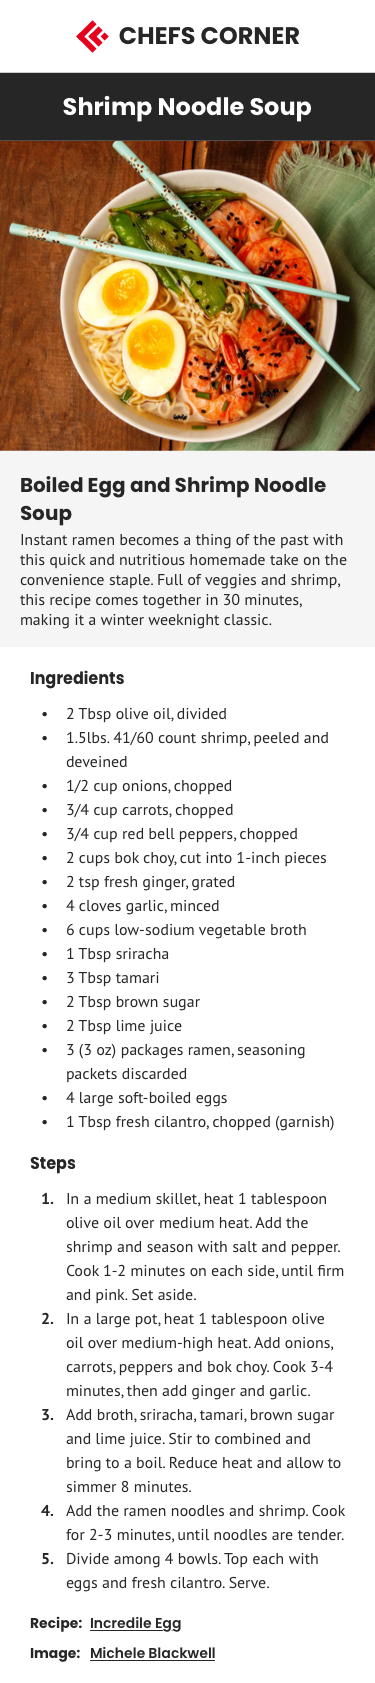 CHEFS CORNER
Shrimp Noodle Soup
Boiled Egg and Shrimp Noodle
Soup
Instant ramen becomes a thing of the past with
this quick and nutritious homemade take on the
convenience staple. Full of veggies and shrimp,
this recipe comes together in 30 minutes,
making it a winter weeknight classic.
Ingredients
• 2 Tbsp olive oil, divided
• 1.5lbs. 41/60 count shrimp, peeled and
deveined
• 1/2 cup onions, chopped
• 3/4 cup carrots, chopped
• 3/4 cup red bell peppers, chopped
• 2 cups bok choy, cut into 1-inch pieces
• 2 tsp fresh ginger, grated
• 4 cloves garlic, minced
• 6 cups low-sodium vegetable broth
• 1 Tbsp sriracha
• 3 Tbsp tamari
• 2 Tbsp brown sugar
• 2 Tbsp lime juice
• 3 (3 oz) packages ramen, seasoning
packets discarded
• 4 large soft-boiled eggs
• 1 Tbsp fresh cilantro, chopped (garnish)
Steps
1. In a medium skillet, heat 1 tablespoon
olive oil over medium heat. Add the
shrimp and season with salt and pepper.
Cook 1-2 minutes on each side, until firm
and pink. Set aside.
2. In a large pot, heat 1 tablespoon olive
oil over medium-high heat. Add onions,
carrots, peppers and bok choy. Cook 3-4
minutes, then add ginger and garlic.
3. Add broth, sriracha, tamari, brown sugar
and lime juice. Stir to combined and
bring to a boil. Reduce heat and allow to
simmer 8 minutes.
4. Add the ramen noodles and shrimp. Cook
for 2-3 minutes, until noodles are tender.
5. Divide among 4 bowls. Top each with
eggs and fresh cilantro. Serve.
Recipe: Incredile Egg
Image: Michele Blackwell